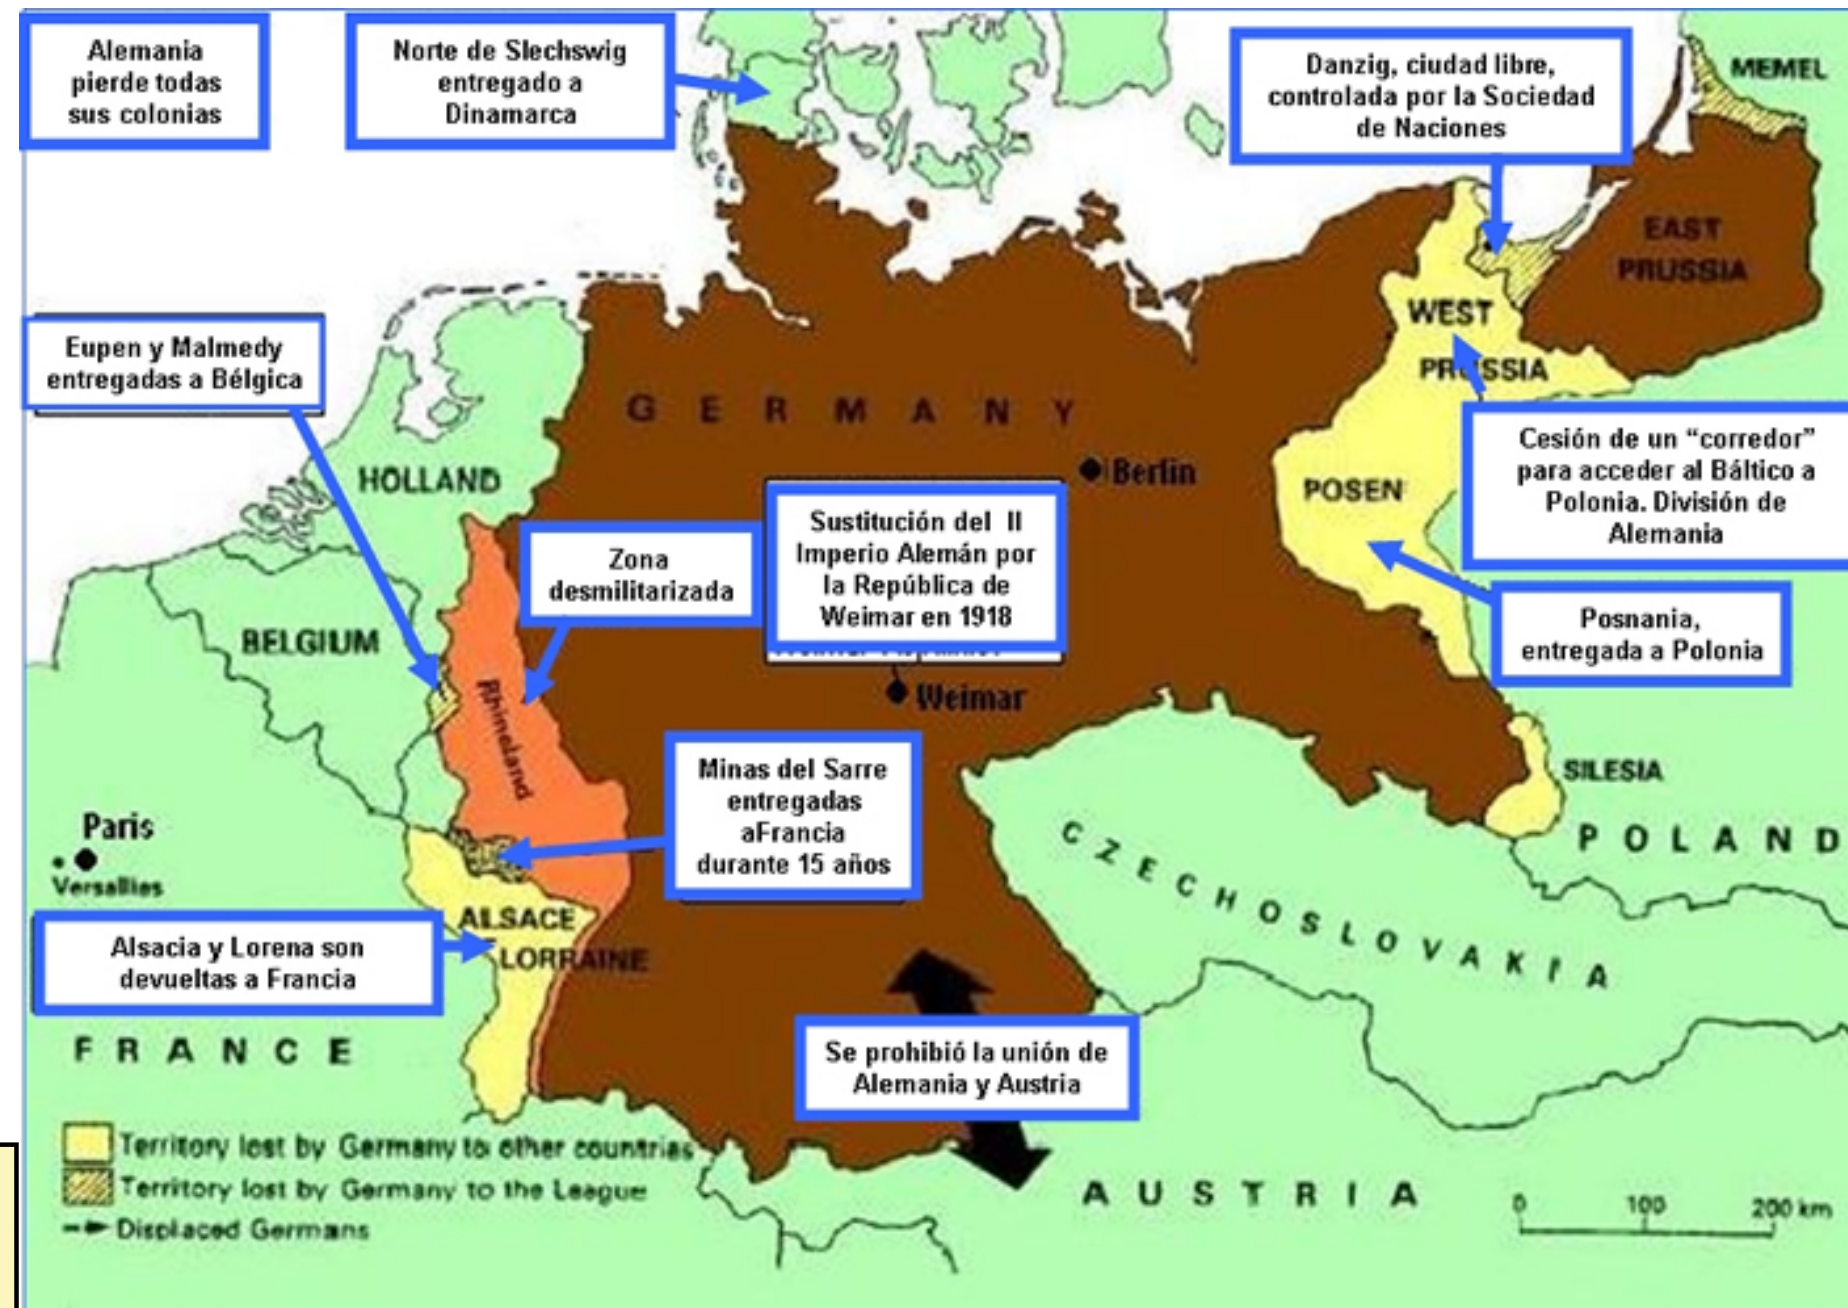 Alemania
pierde todas
sus colonias
Norte de Slechswig
entregado a
Dinamarca
Danzig, ciudad libre,
controlada por la Sociedad
de Naciones
MEMEL
EAST
PRUSSIA
WEST
PRUSSIA
Eupen y Malmedy
entregadas a Bélgica
GERMANY
Berlin
HOLLAND
POSEN
Cesión de un “corredor”
para acceder al Báltico a
Polonia. División de
Alemania
Zona
desmilitarizada
Sustitución del II
Imperio Alemán por
la República de
Weimar en 1918
Posnania,
entregada a Polonia
BELGIUM
Rhineland
Weimar
Minas del Sarre
entregadas
aFrancia
durante 15 años
SILESIA
POLAND
Paris
Versallies
CZECHOSLOVAKIA
ALSACE
LORRAINE
Alsacia y Lorena son
devueltas a Francia
FRANCE
Se prohibió la unión de
Alemania y Austria
Territory lost by Germany to other countries
Territory lost by Germany to the League
Displaced Germans
AUSTRIA
0 100 200 km